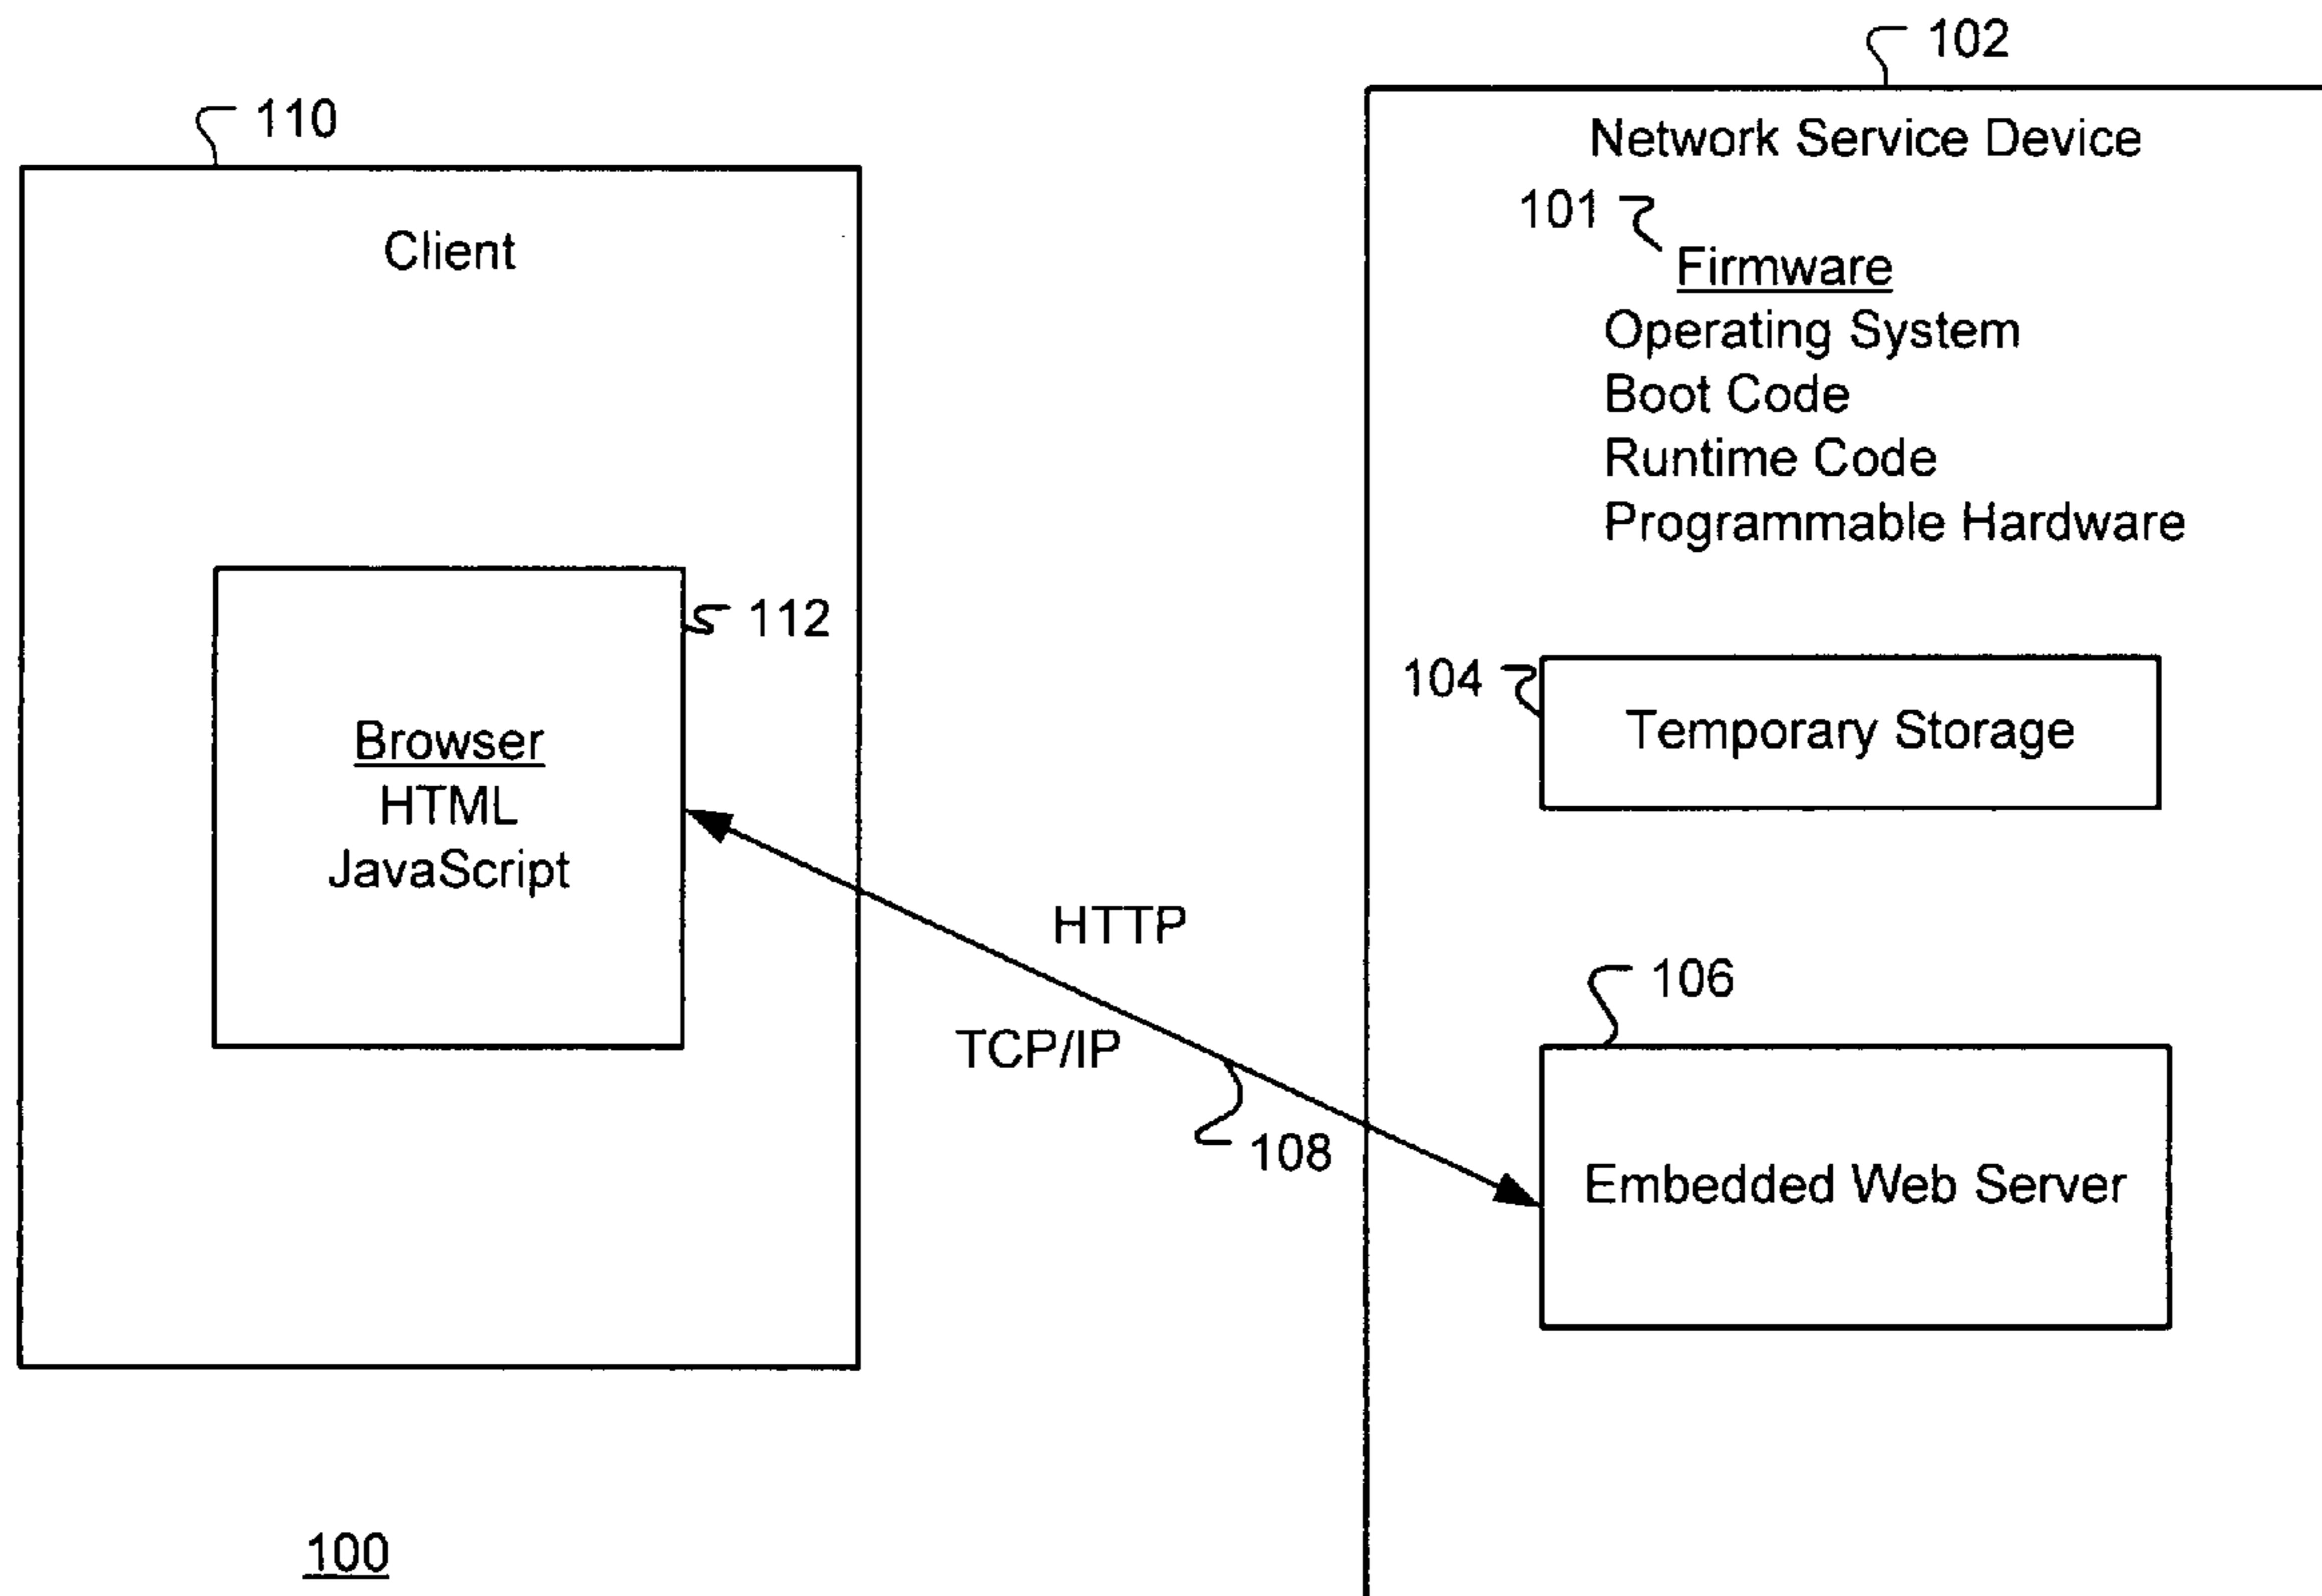 102
110
Network Service Device
101
Client
Firmware
Operating System
Boot Code
Runtime Code
Programmable Hardware
112
104
Temporary Storage
Browser
HTML
JavaScript
HTTP
106
TCP/IP
108
Embedded Web Server
100